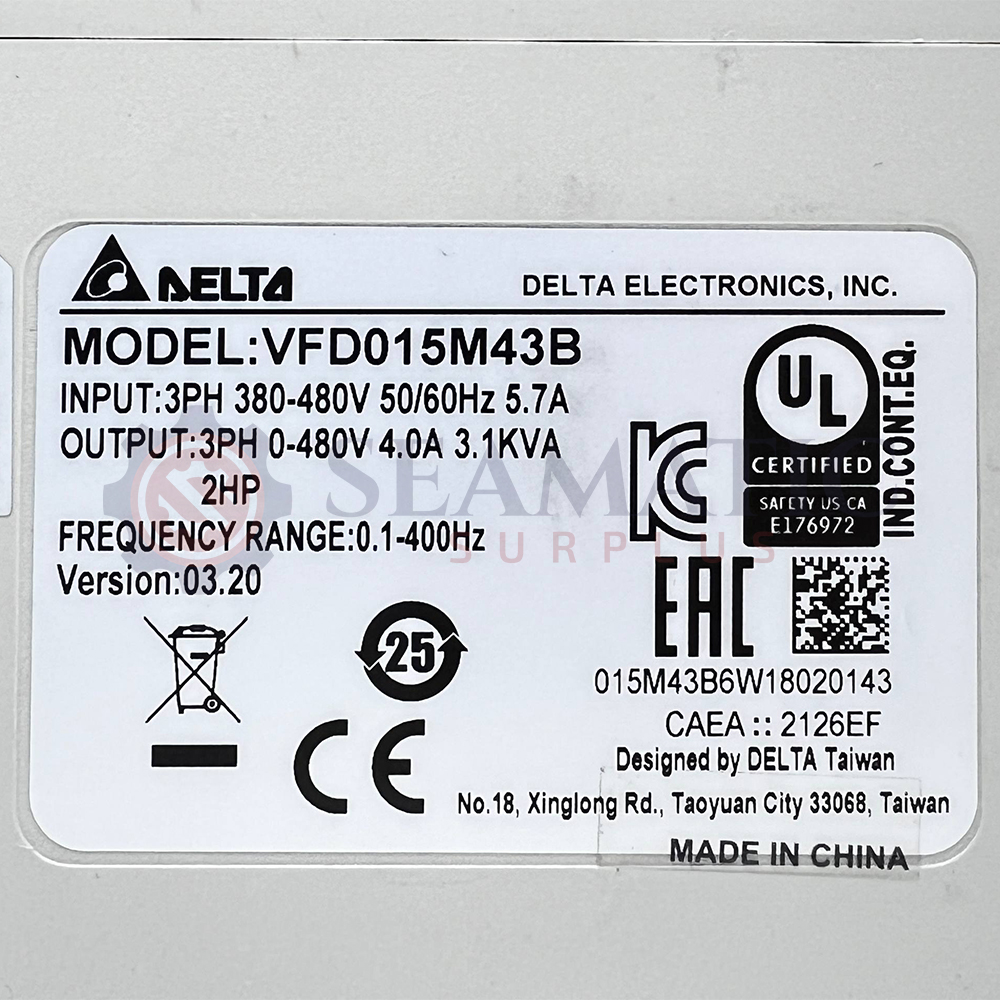 DELTA
DELTA ELECTRONICS, INC.
MODEL:VFD015M43B
INPUT:3PH 380-480V 50/60Hz 5.7A
OUTPUT:3PH 0-480V 4.0A 3.1KVA
2HP
FREQUENCY RANGE:0.1-400Hz
Version:03.20
UL
CERTIFIED
SAFETY US CA
E176972
IND.CONT.EQ.
SEAMATIC
SURPLUS
KC
EAC
25
015M43B6W18020143
CAEA :: 2126EF
CE
Designed by DELTA Taiwan
No.18, Xinglong Rd., Taoyuan City 33068, Taiwan
MADE IN CHINA